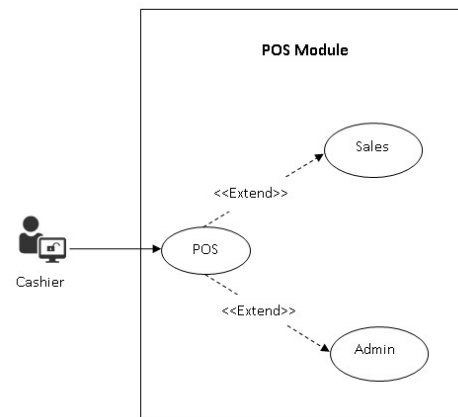 POS Module
Sales
<<Extend>>
POS
Cashier
<<Extend>>
Admin